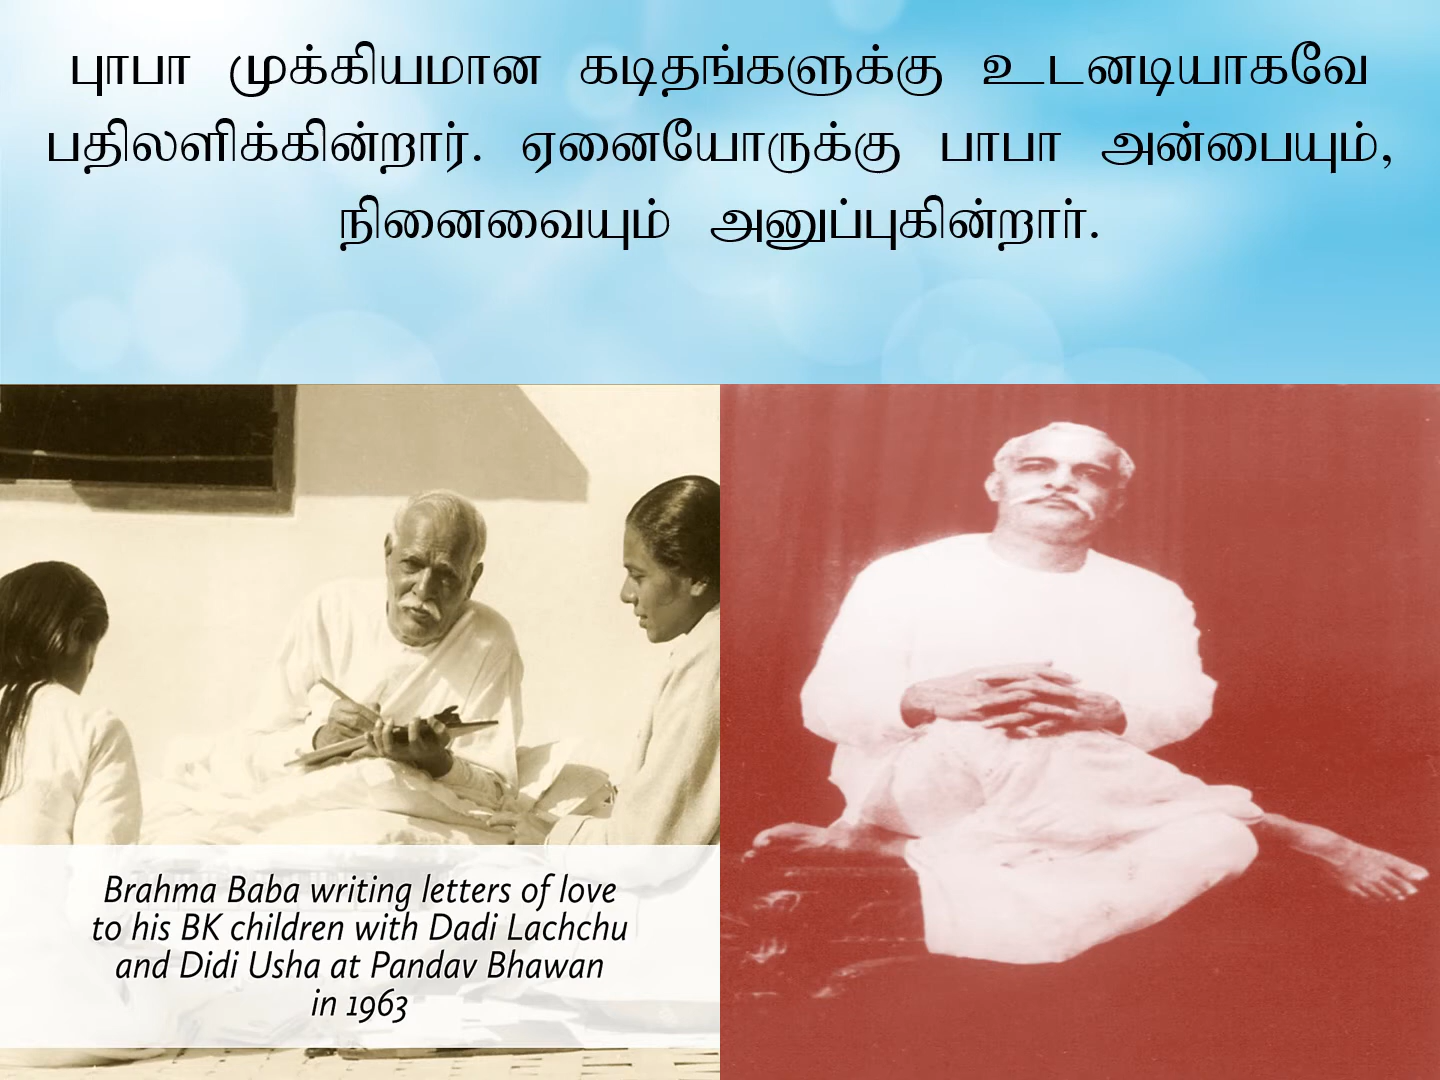 புாபா முக்கியமான கடிதங்களுக்கு உடனடியாகவே
பதிலளிக்கின்றார். ஏனையோருக்கு பாபா அன்பையும்,
நினைவையும் அனுப்புகின்றார்.
Brahma Baba writing letters of love
to his BK children with Dadi Lachchu
and Didi Usha at Pandav Bhawan
in 1963